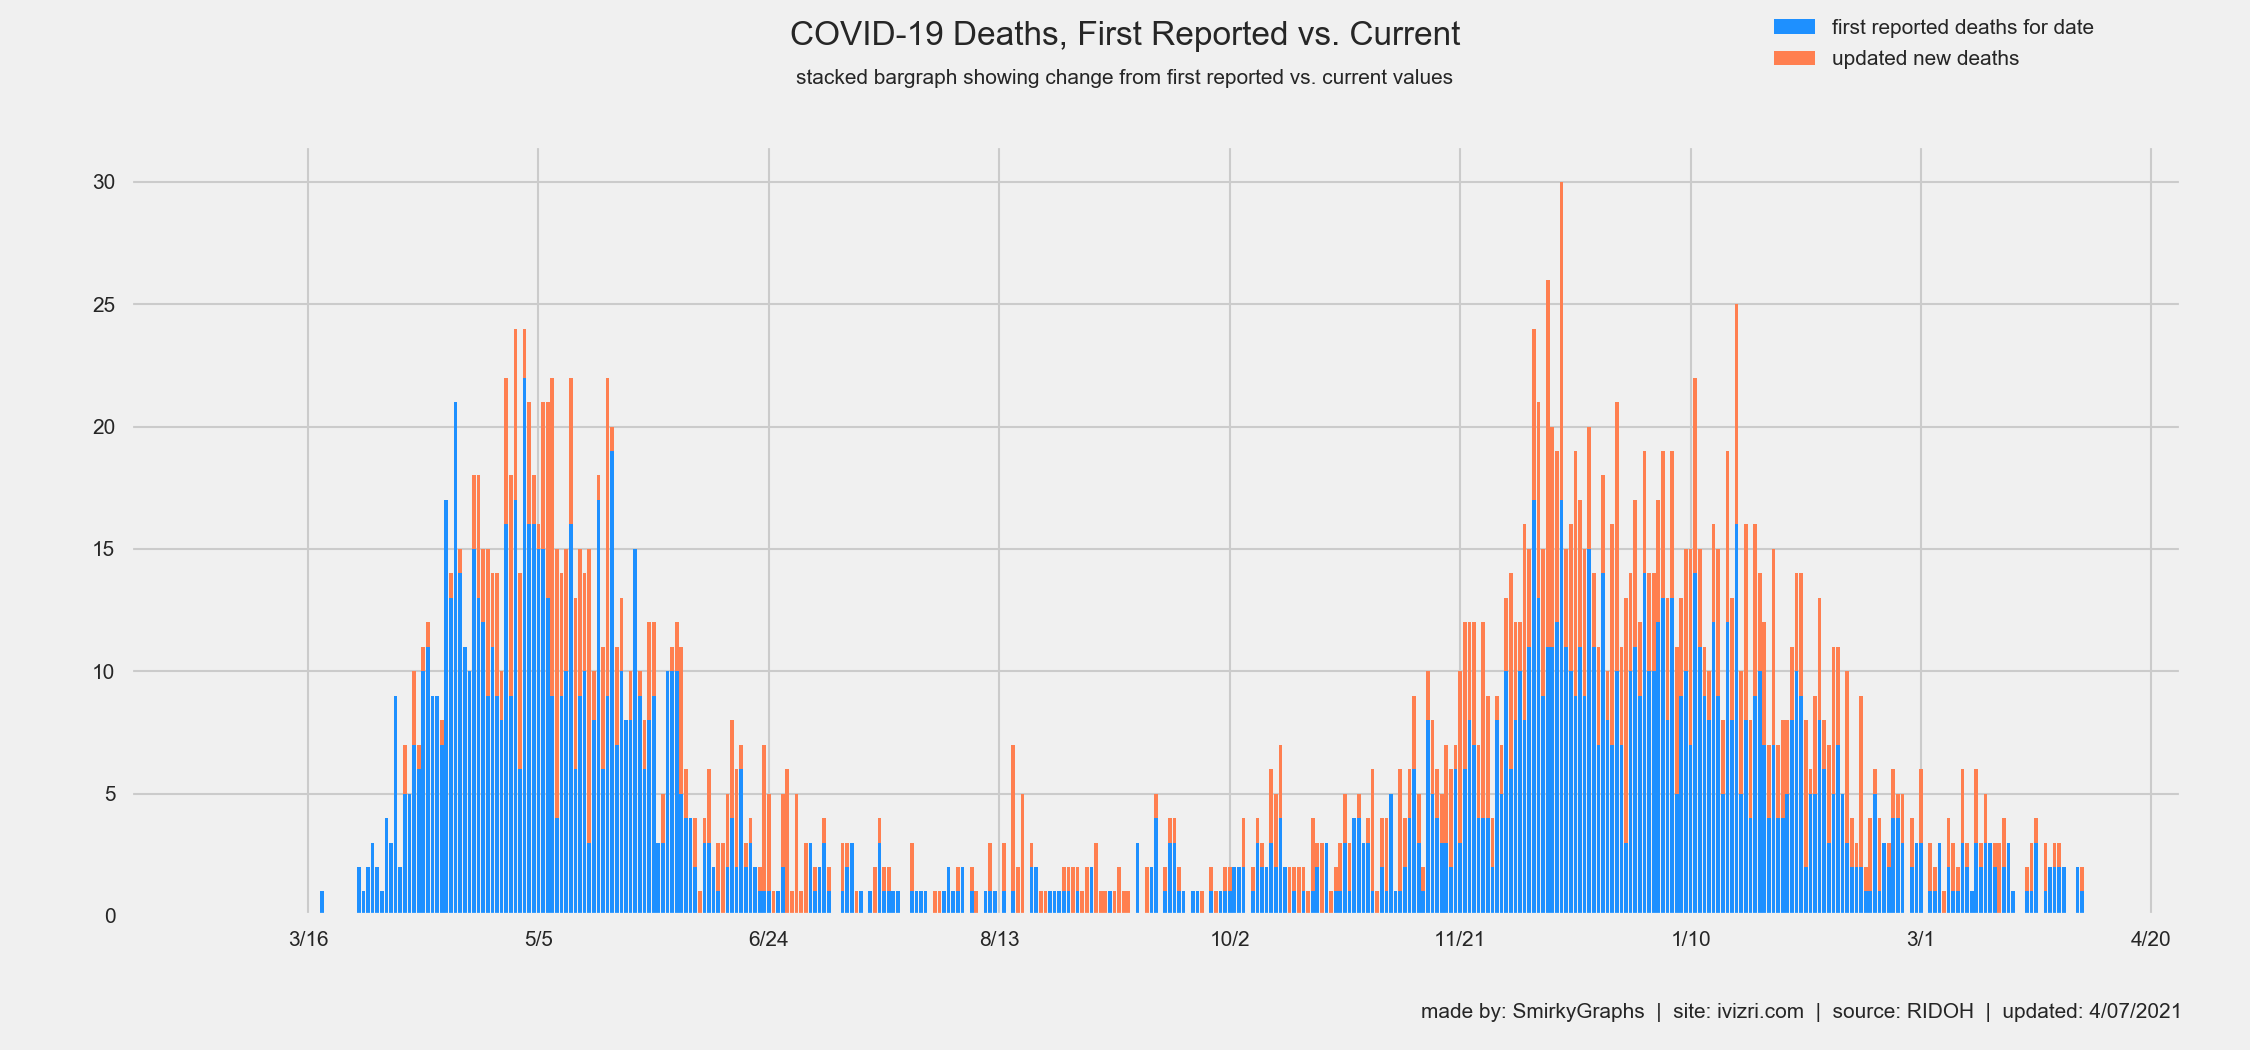 COVID-19 Deaths, First Reported vs. Current
stacked bargraph showing change from first reported vs. current values
first reported deaths for date
updated new deaths
30
25
20
15
10
5
0
3/16 5/5 6/24 8/13 10/2 11/21 1/10 3/1 4/20
made by: SmirkyGraphs | site: ivizri.com | source: RIDOH | updated: 4/07/2021